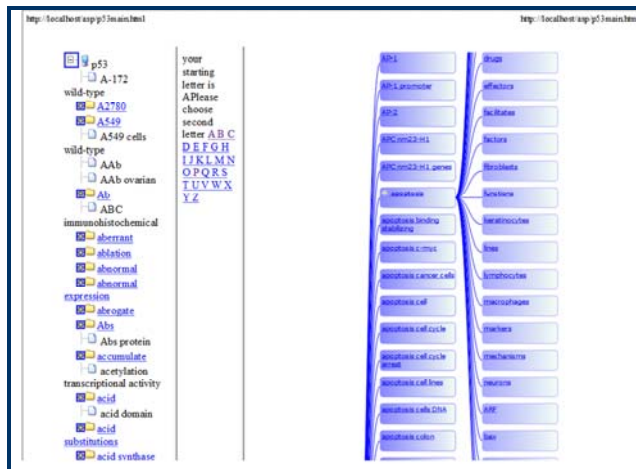 http://localhost/asp/p53main.html
http://localhost/asp/p53main.html
p53
A-172
wild-type
A2780
A549
A549 cells
wild-type
AAb
AAb ovarian
Ab
ABC
immunohistochemical
aberrant
ablation
abnormal
abnormal
expression
abrogate
Abs
Abs protein
accumulate
acetylation
transcriptional activity
acid
acid domain
acid
substitutions
acid synthase
your
starting
letter is
APlease
choose
second
letter A B C
D E F G H
I J K L M N
O P Q R S
T U V W X
Y Z
AP-1
AP-1 promoter
AP-2
APC nm23-H1
APC nm23-H1 genes
apoptosis
apoptosis binding
stabilizing
apoptosis c-myc
apoptosis cancer cells
apoptosis cell
apoptosis cell cycle
apoptosis cell cycle
arrest
apoptosis cell lines
apoptosis cells DNA
apoptosis colon
drugs
effectors
facilitates
factors
fibroblasts
functions
keratinocytes
lines
lymphocytes
macrophages
markers
mechanisms
neurons
ARF
bax